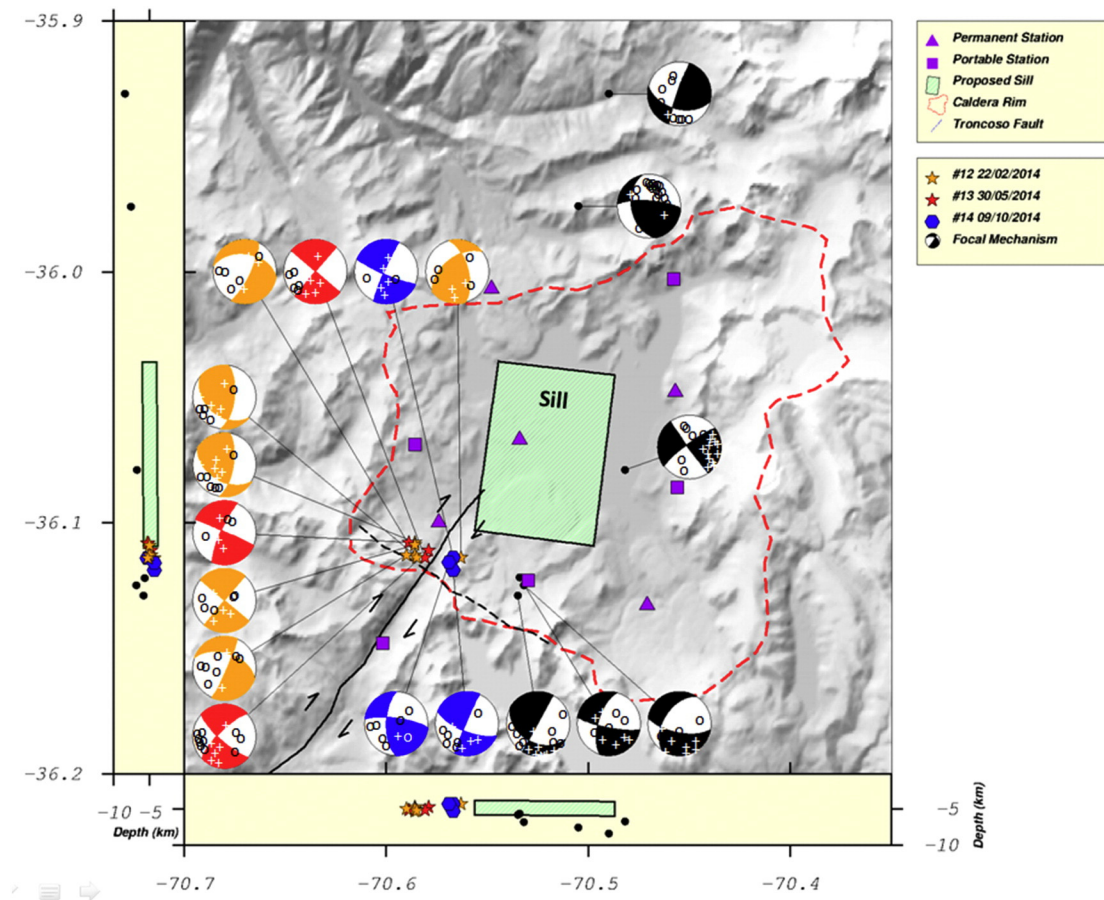 -35.9
-36.0
-36.1
-36.2
Sill
Permanent Station
Portable Station
Proposed Sill
Caldera Rim
Troncoso Fault
#12 22/02/2014
#13 30/05/2014
#14 09/10/2014
Focal Mechanism
-10 -5
Depth (km)
-5
-10
Depth (km)
-70.7
-70.6
-70.5
-70.4